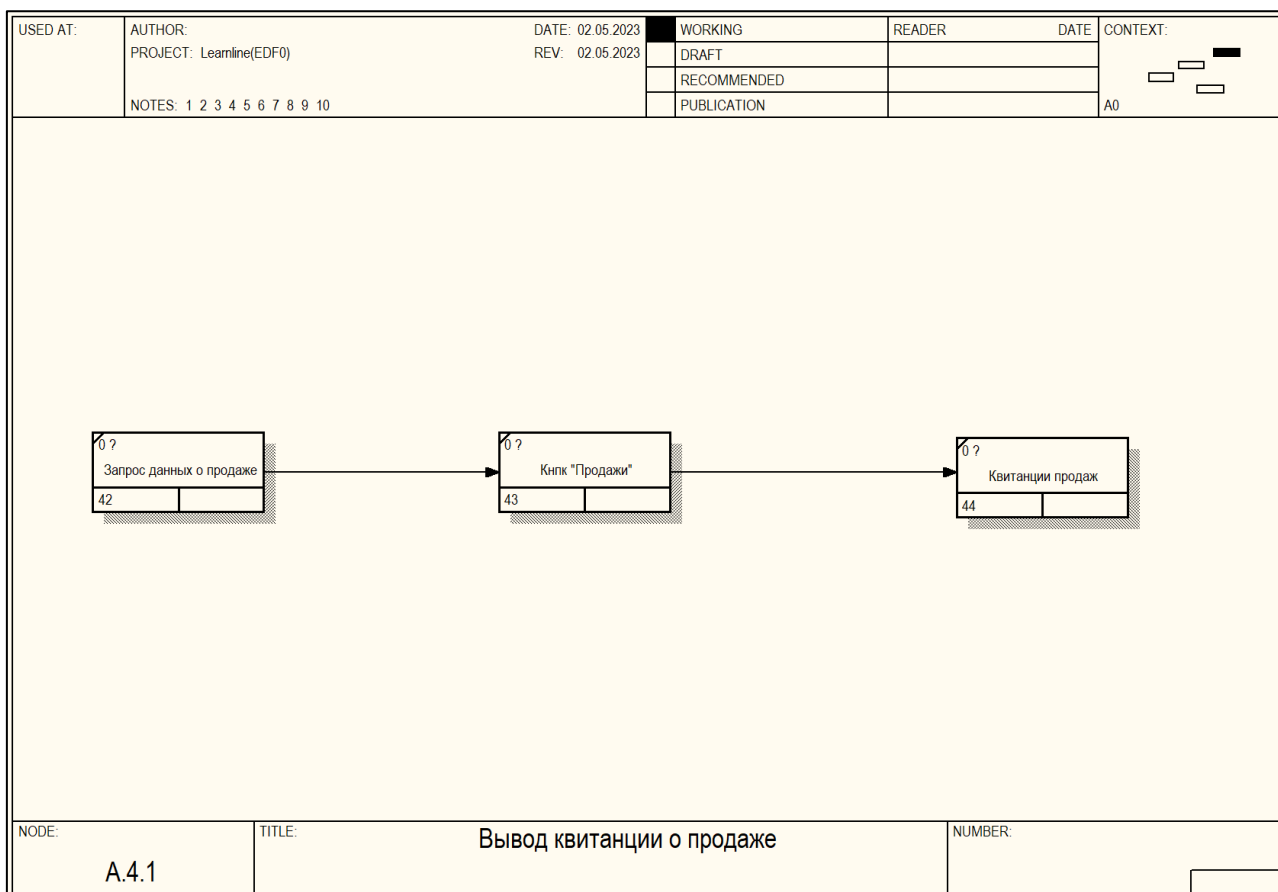 USED AT:
AUTHOR:
DATE: 02.05.2023
PROJECT: Learnline(EDF0)
REV: 02.05.2023
NOTES: 1 2 3 4 5 6 7 8 9 10
WORKING
DRAFT
RECOMMENDED
PUBLICATION
READER
DATE
CONTEXT:
A0
0 ?
Запрос данных о продаже
42
0 ?
Кнпк "Продажи"
43
0 ?
Квитанции продаж
44
NODE:
A.4.1
TITLE:
Вывод квитанции о продаже
NUMBER: